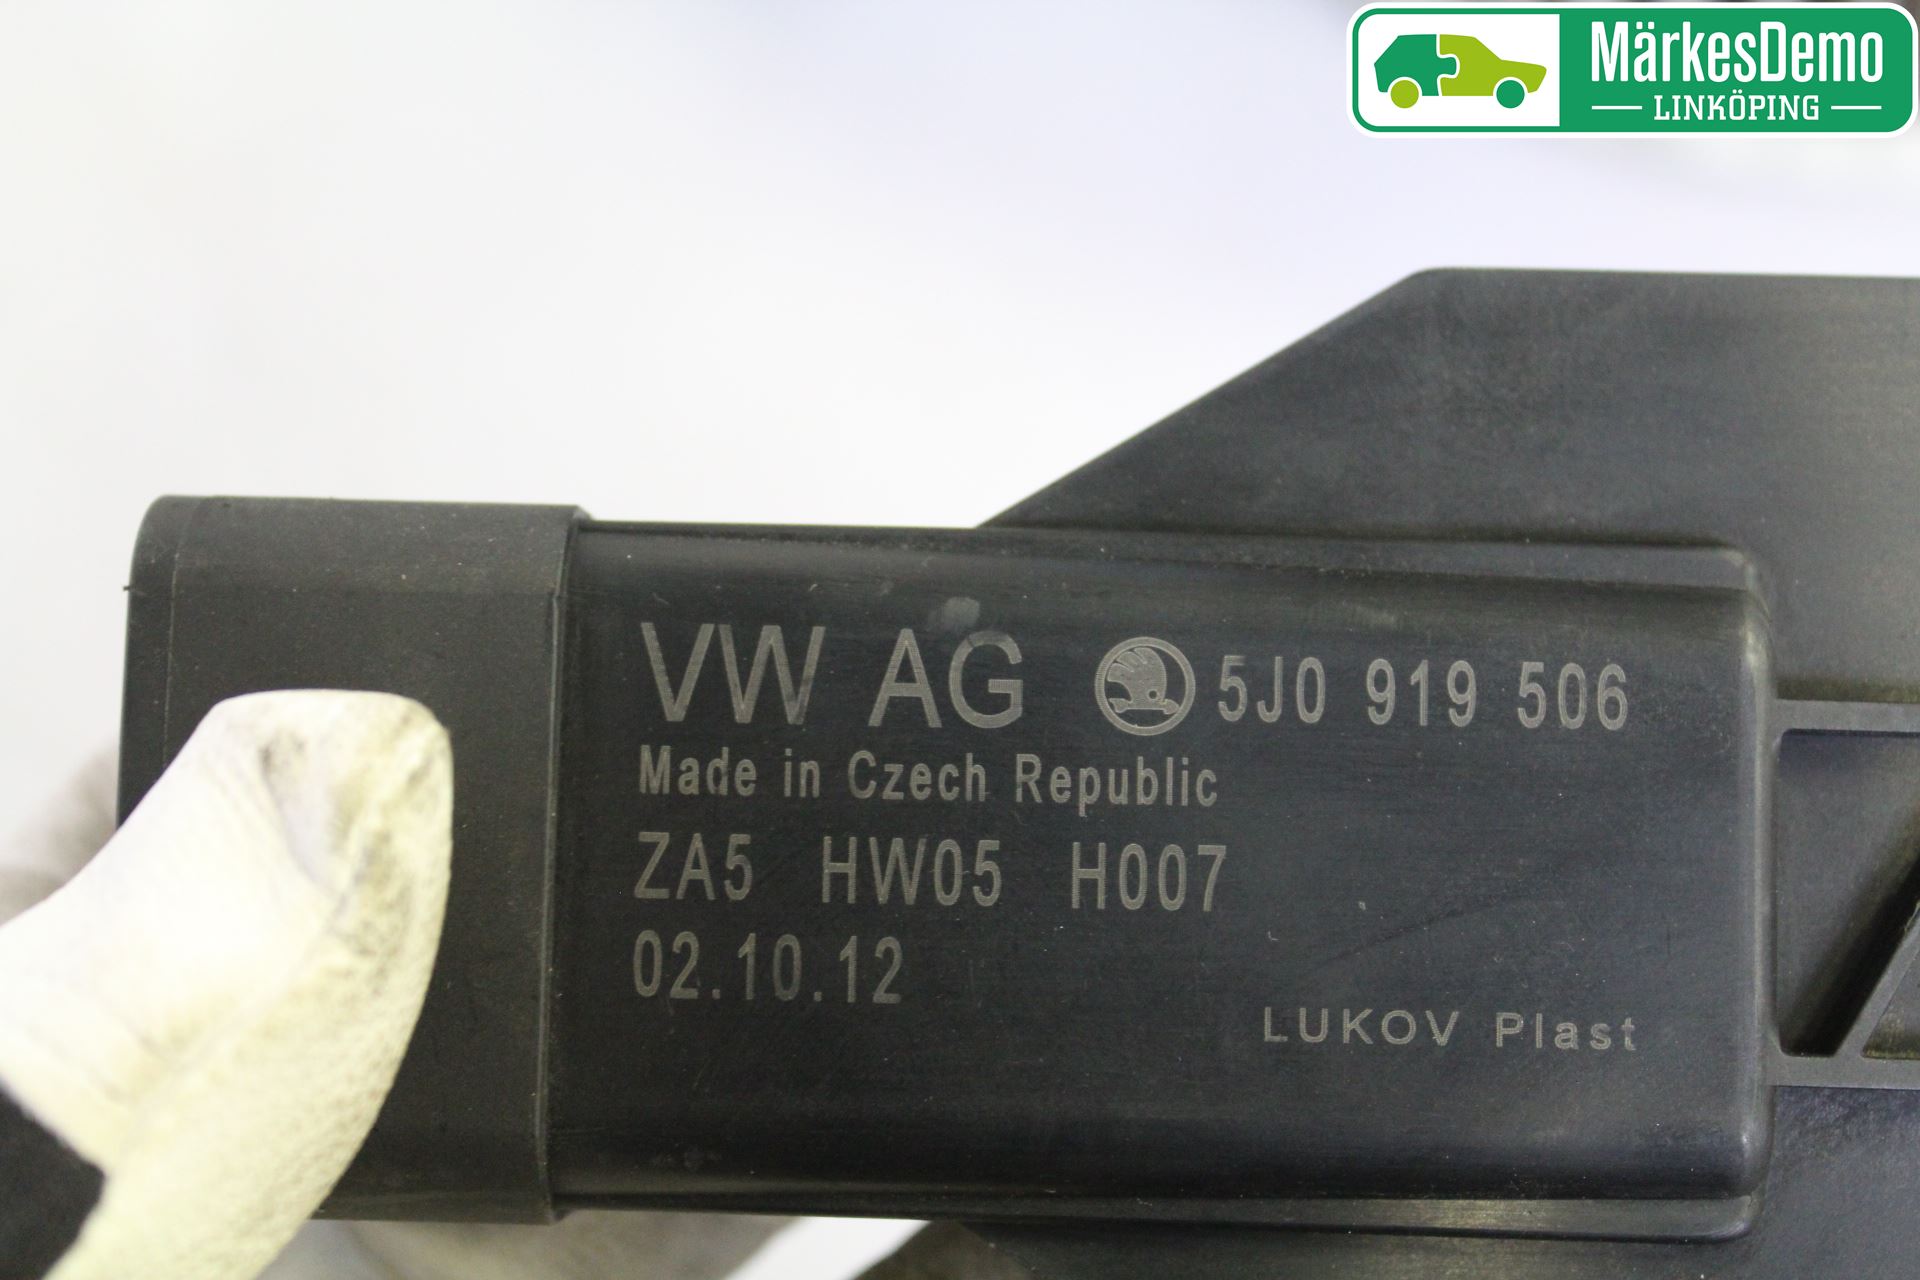 MärkesDemo
LINKÖPING
VW AG 5J0 919 506
Made in Czech Republic
ZA5 HW05 H007
02.10.12
LUKOV Plast